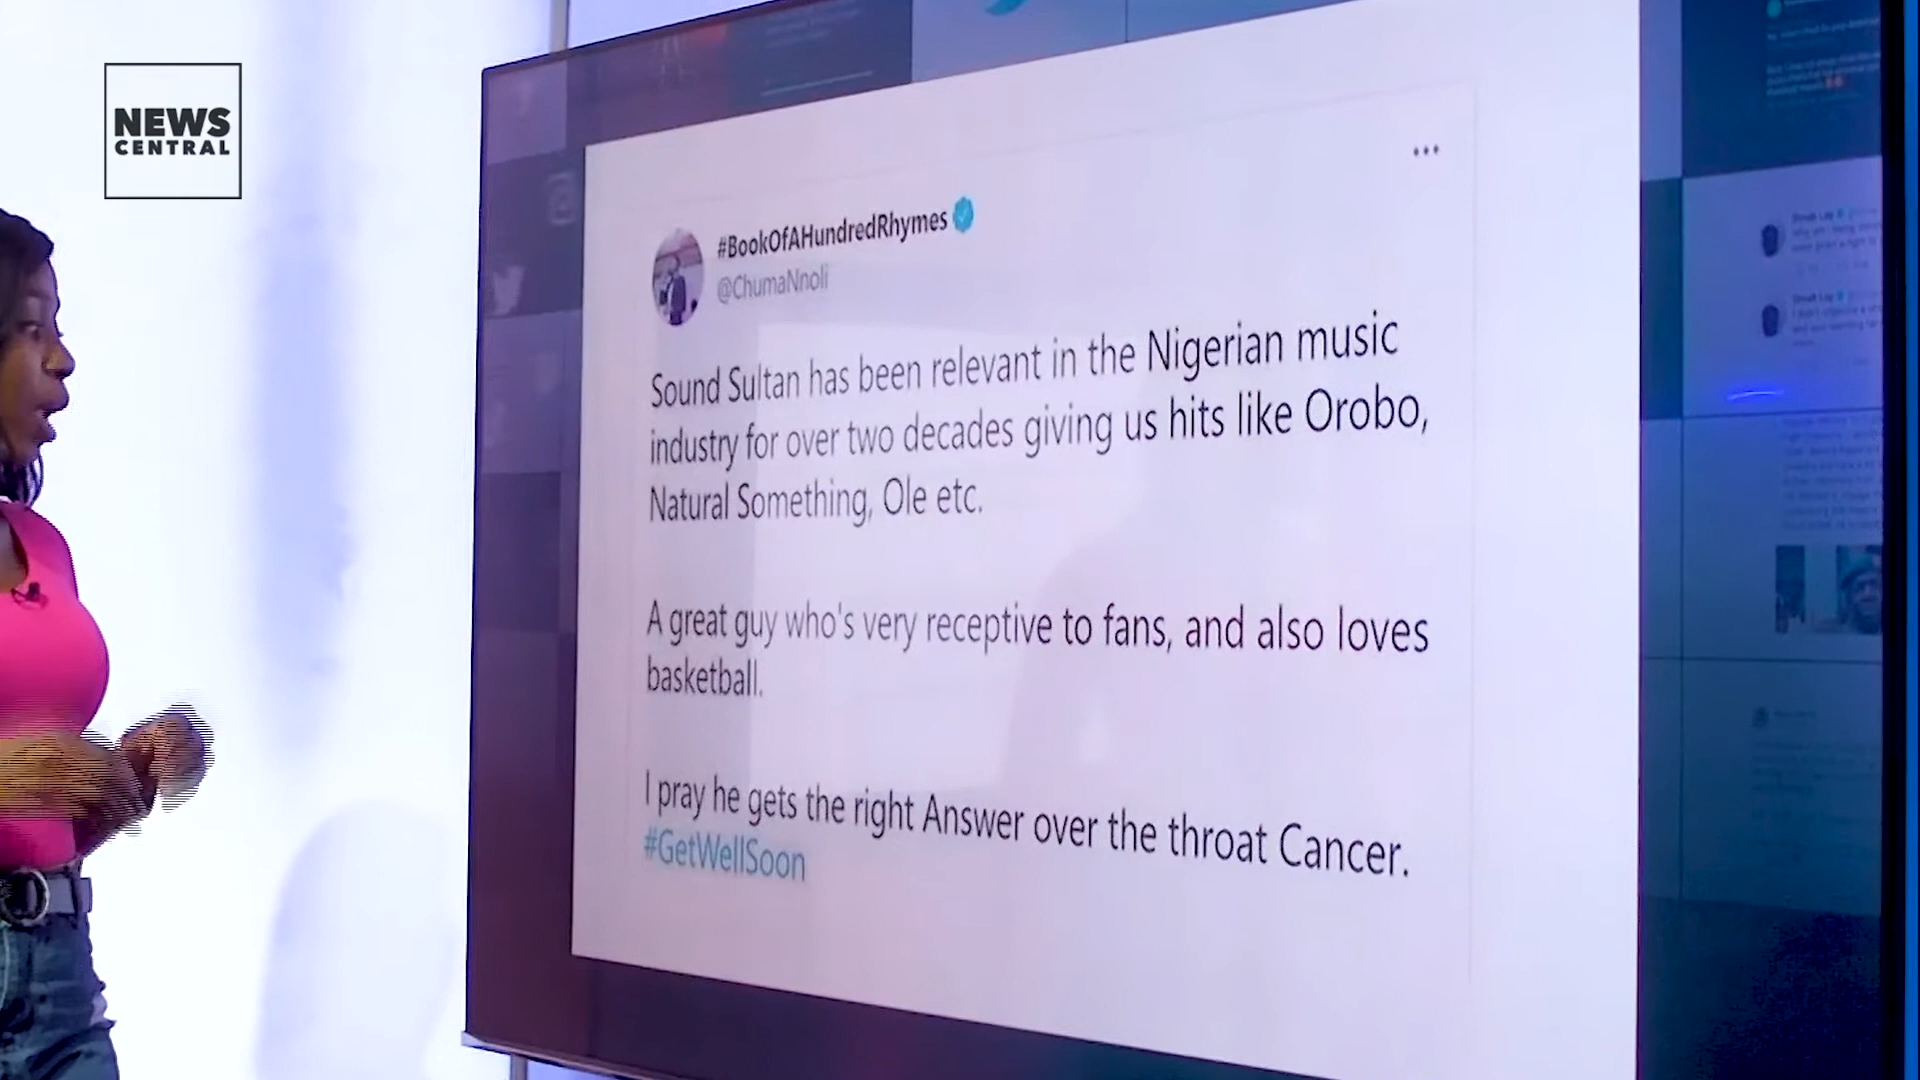 NEWS
CENTRAL
#BookOfAHundredRhymes
@ChumaNnoli
Sound Sultan has been relevant in the Nigerian music
industry for over two decades giving us hits like Orobo,
Natural Something, Ole etc.
A great guy who's very receptive to fans, and also loves
basketball.
I pray he gets the right Answer over the throat Cancer.
#GetWellSoon